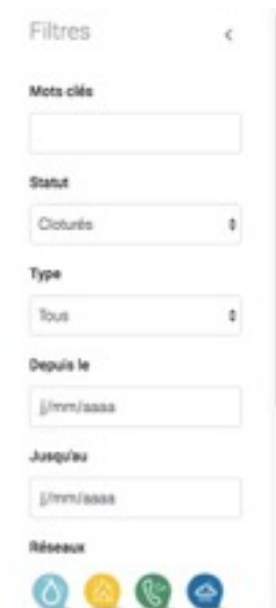 Filtres
Mots clés
Statut
Cloturés
Type
Tous
Depuis le
jj/mm/aaaa
Jusqu'au
jj/mm/aaaa
Réseaux